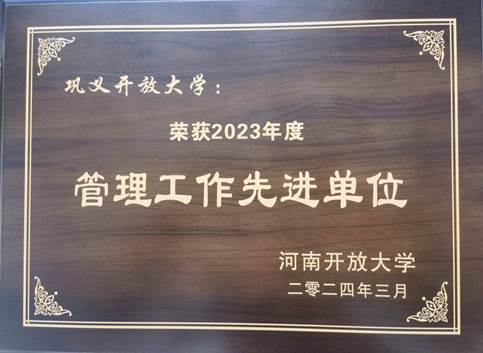 巩义开放大学：
荣获2023年度
管理工作先进单位
河南开放大学
二零二四年三月